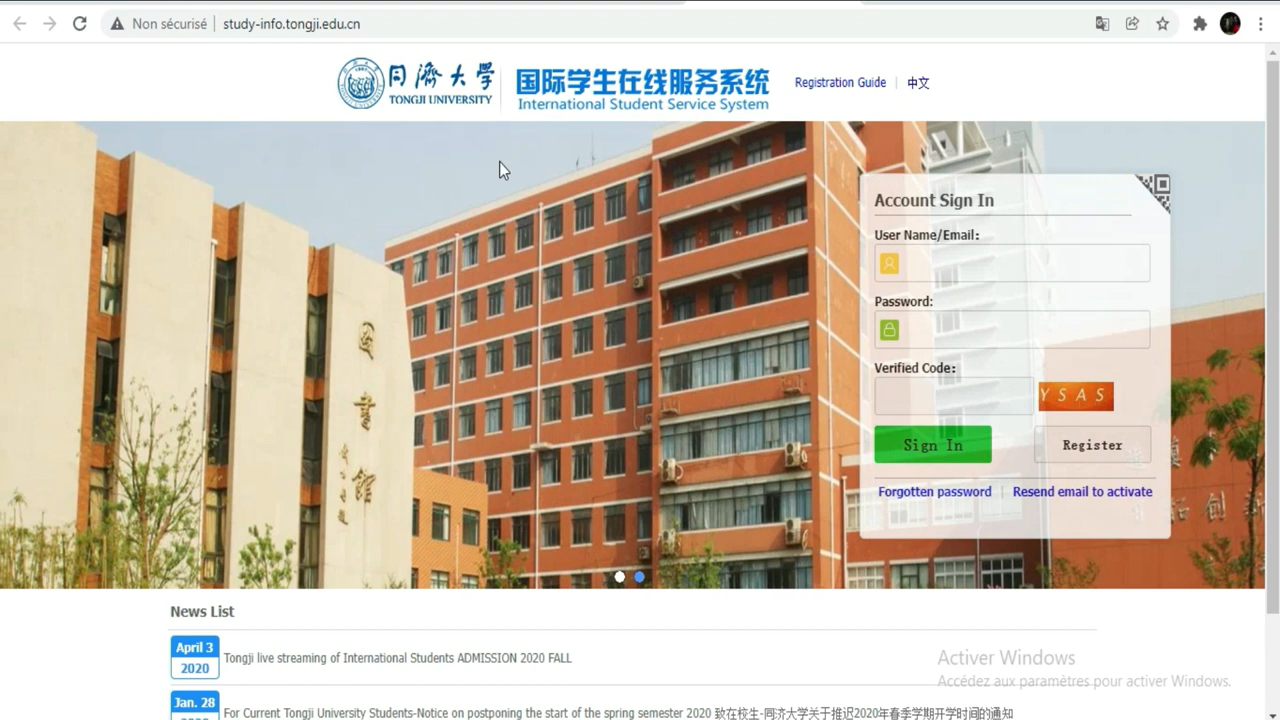 Non sécurisé | study-info.tongji.edu.cn
同濟大學
TONGJI UNIVERSITY
国际学生在线服务系统
International Student Service System
Registration Guide | 中文
Account Sign In
User Name/Email:
Password:
Verified Code:
YSAS
Sign In
Register
Forgotten password | Resend email to activate
圖書館
News List
April 3
2020
Tongji live streaming of International Students ADMISSION 2020 FALL
Jan. 28
2020
For Current Tongji University Students-Notice on postponing the start of the spring semester 2020 致在校生-同济大学关于推迟2020年春季学期开学时间的通知
Activer Windows
Accédez aux paramètres pour activer Windows.